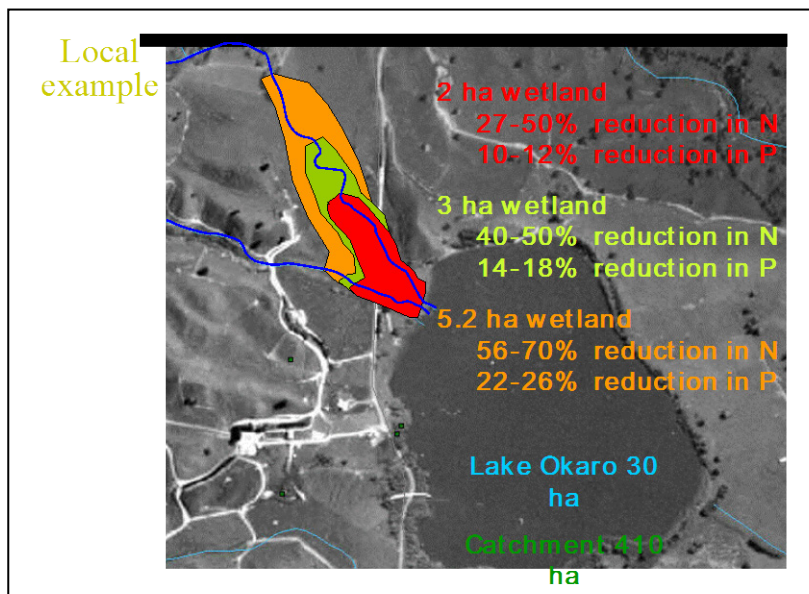 Local
example
2 ha wetland
27-50% reduction in N
10-12% reduction in P
3 ha wetland
40-50% reduction in N
14-18% reduction in P
5.2 ha wetland
56-70% reduction in N
22-26% reduction in P
Lake Okaro 30
ha
Catchment 410
ha